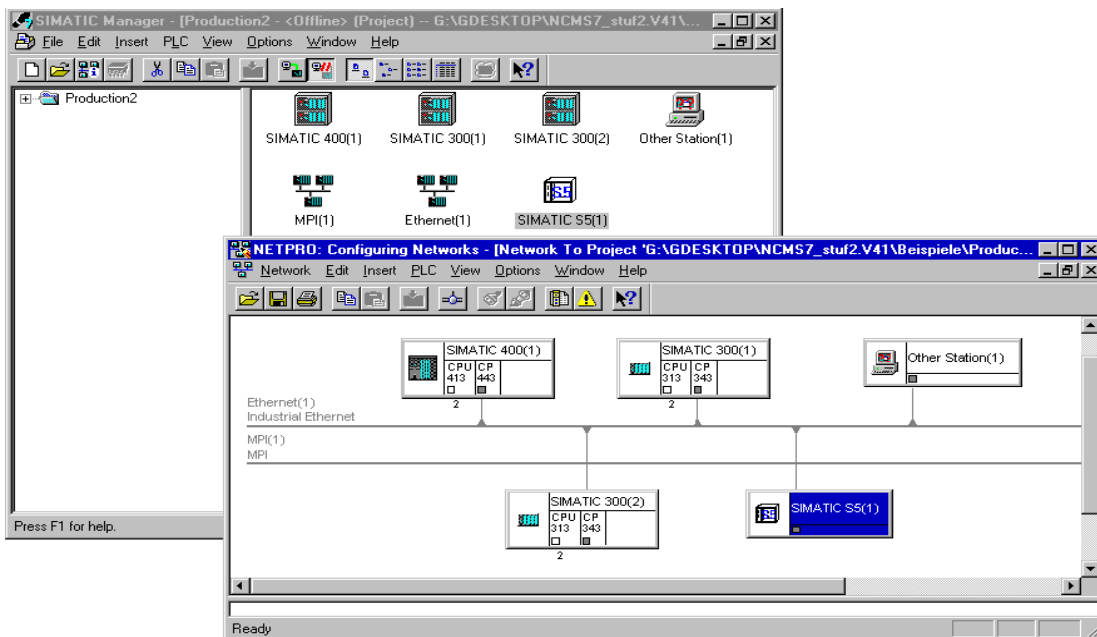 SIMATIC Manager - [Production2 - <Offline> (Project) -- G:\GDESKTOP\NCMS7_stuf2.V41\...
File Edit Insert PLC View Options Window Help
Production2
SIMATIC 400(1) SIMATIC 300(1) SIMATIC 300(2) Other Station(1)
S5
MPI(1) Ethernet(1) SIMATIC S5(1)
Press F1 for help.
NETPRO: Configuring Networks - [Network To Project 'G:\GDESKTOP\NCMS7_stuf2.V41\Beispiele\Produc...
Network Edit Insert PLC View Options Window Help
SIMATIC 400(1)
CPU CP
413 443
2
SIMATIC 300(1)
CPU CP
313 343
2
Other Station(1)
Ethernet(1)
Industrial Ethernet
MPI(1)
MPI
SIMATIC 300(2)
CPU CP
313 343
2
S5
SIMATIC S5(1)
Ready